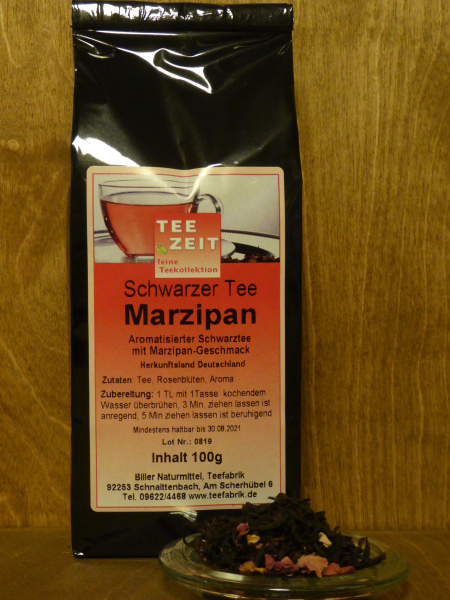 TEE
ZEIT
feine
Teekollektion
Schwarzer Tee
Marzipan
Aromatisierter Schwarztee
mit Marzipan-Geschmack
Herkunftsland Deutschland
Zutaten: Tee, Rosenblüten, Aroma
Zubereitung: 1 TL mit 1Tasse kochendem
Wasser überbrühen, 3 Min. ziehen lassen ist
anregend, 5 Min ziehen lassen ist beruhigend
Mindestens haltbar bis 30.08.2021
Lot Nr.: 0819
Inhalt 100g
Biller Naturmittel, Teefabrik
92253 Schnaittenbach, Am Scherhübel 6
Tel. 09622/4468 www.teefabrik.de